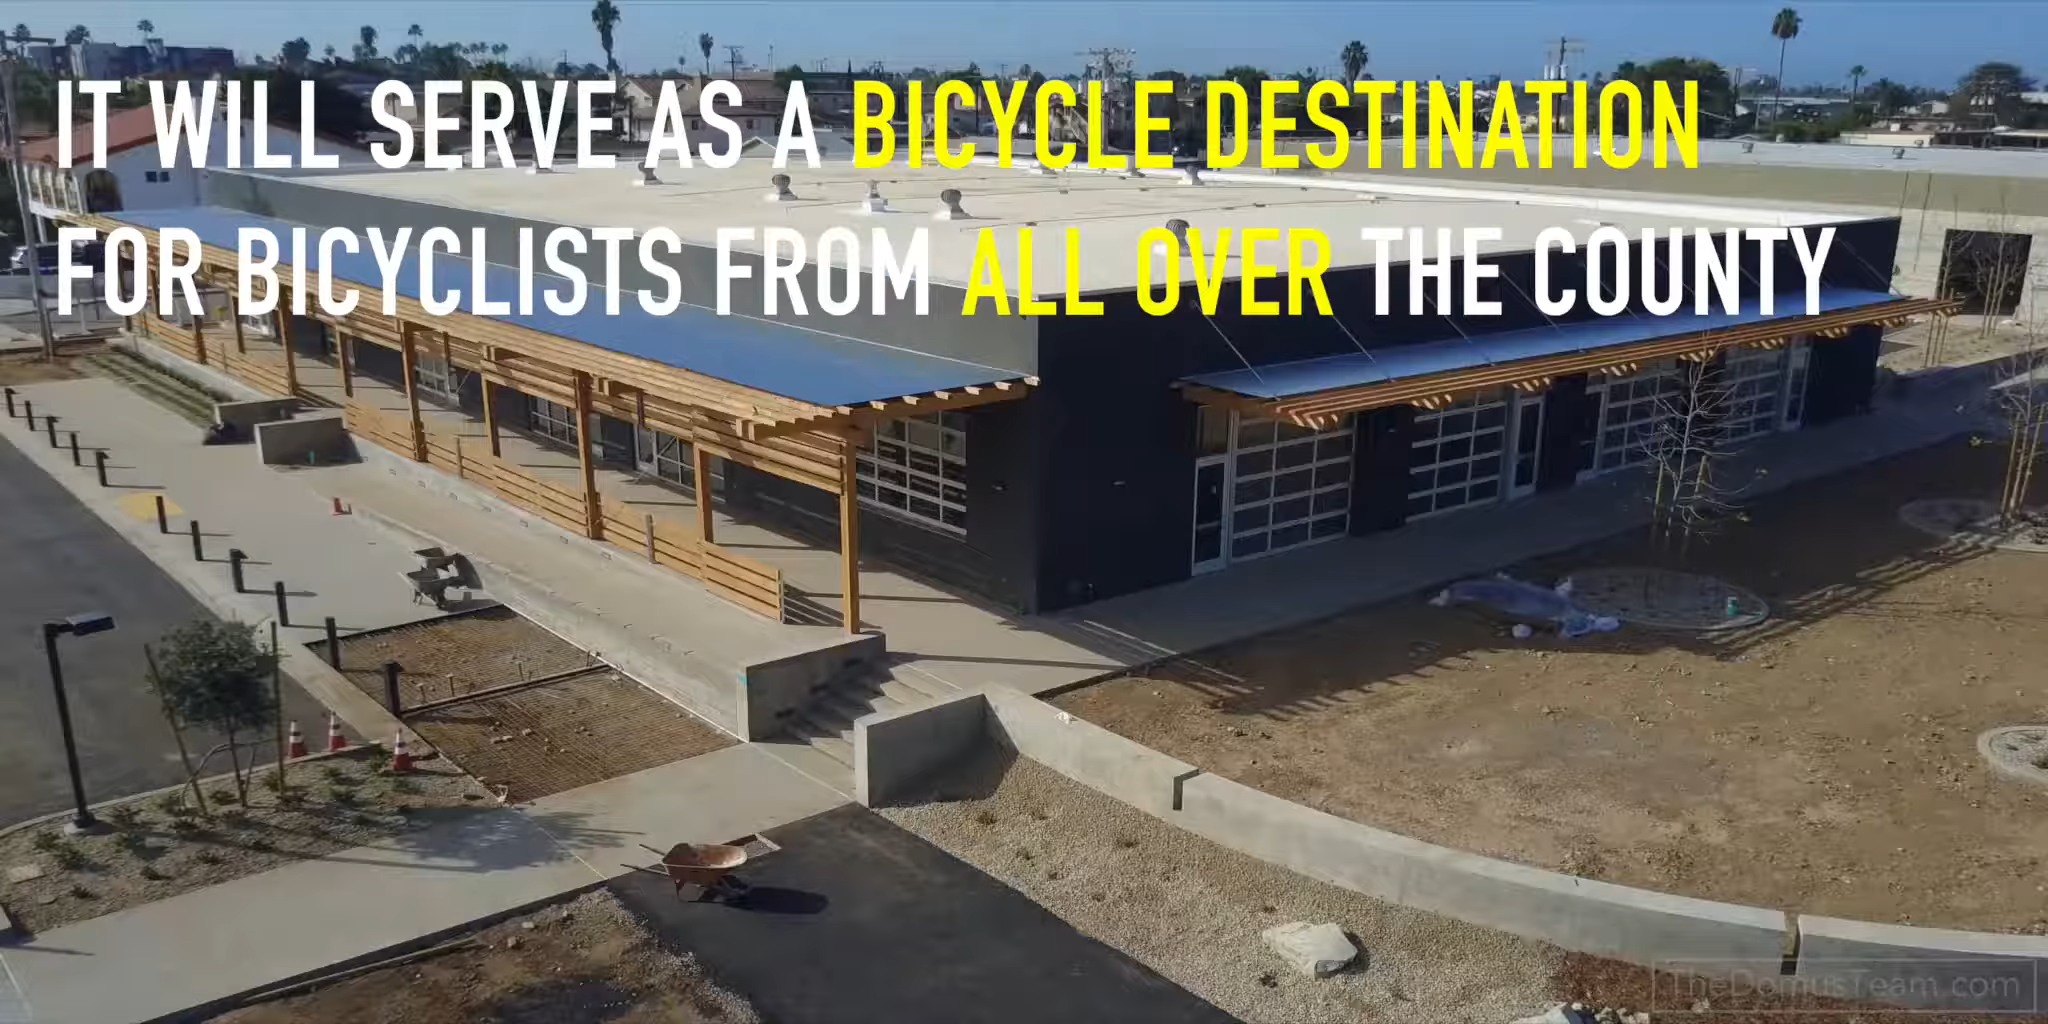 IT WILL SERVE AS A BICYCLE DESTINATION
FOR BICYCLISTS FROM ALL OVER THE COUNTY
TheDomusTeam.com